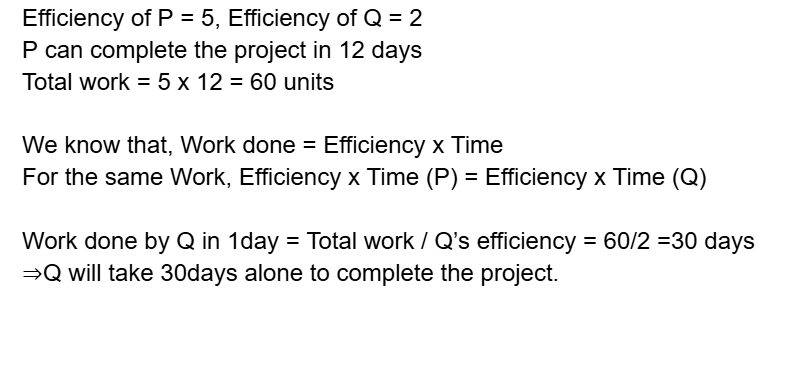 Efficiency of P = 5, Efficiency of Q = 2
P can complete the project in 12 days
Total work = 5 x 12 = 60 units
We know that, Work done = Efficiency x Time
For the same Work, Efficiency x Time (P) = Efficiency x Time (Q)
Work done by Q in 1day = Total work / Q’s efficiency = 60/2 =30 days
⇒Q will take 30days alone to complete the project.